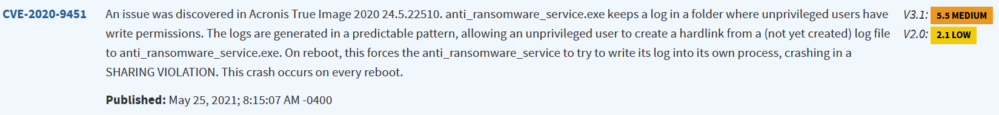 CVE-2020-9451 An issue was discovered in Acronis True Image 2020 24.5.22510. anti_ransomware_service.exe keeps a log in a folder where unprivileged users have V3.1: 5.5 MEDIUM
write permissions. The logs are generated in a predictable pattern, allowing an unprivileged user to create a hardlink from a (not yet created) log file V2.0: 2.1 LOW
to anti_ransomware_service.exe. On reboot, this forces the anti_ransomware_service to try to write its log into its own process, crashing in a
SHARING VIOLATION. This crash occurs on every reboot.
Published: May 25, 2021; 8:15:07 AM -0400